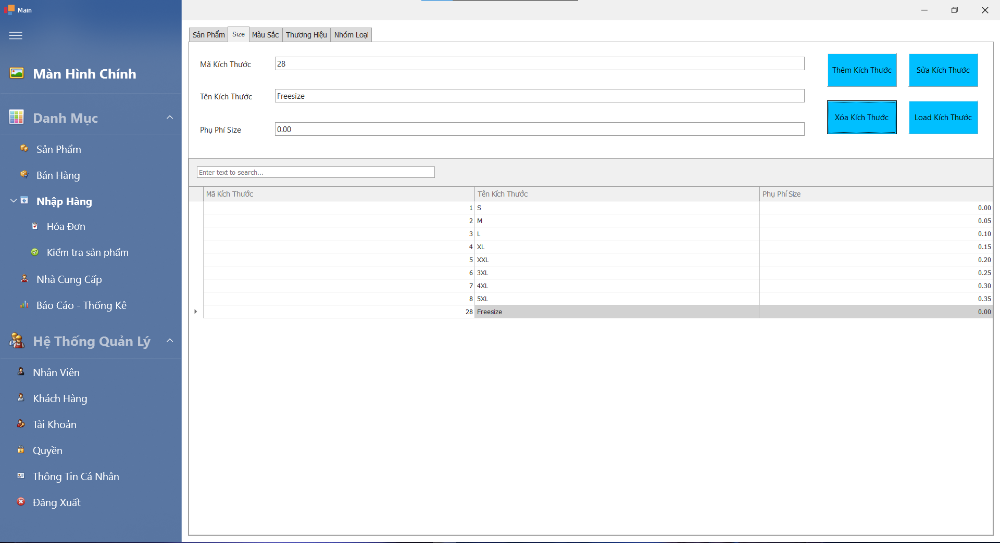 Main
Màn Hình Chính
Danh Mục
Sản Phẩm
Bán Hàng
Nhập Hàng
Hóa Đơn
Kiểm tra sản phẩm
Nhà Cung Cấp
Báo Cáo - Thống Kê
Hệ Thống Quản Lý
Nhân Viên
Khách Hàng
Tài Khoản
Quyền
Thông Tin Cá Nhân
Đăng Xuất
Sản Phẩm Size Màu Sắc Thương Hiệu Nhóm Loại
Mã Kích Thước 28
Tên Kích Thước Freesize
Phụ Phí Size 0.00
Thêm Kích Thước Sửa Kích Thước
Xóa Kích Thước Load Kích Thước
Enter text to search...
Mã Kích Thước Tên Kích Thước Phụ Phí Size
1 S 0.00
2 M 0.05
3 L 0.10
4 XL 0.15
5 XXL 0.20
6 3XL 0.25
7 4XL 0.30
8 5XL 0.35
28 Freesize 0.00